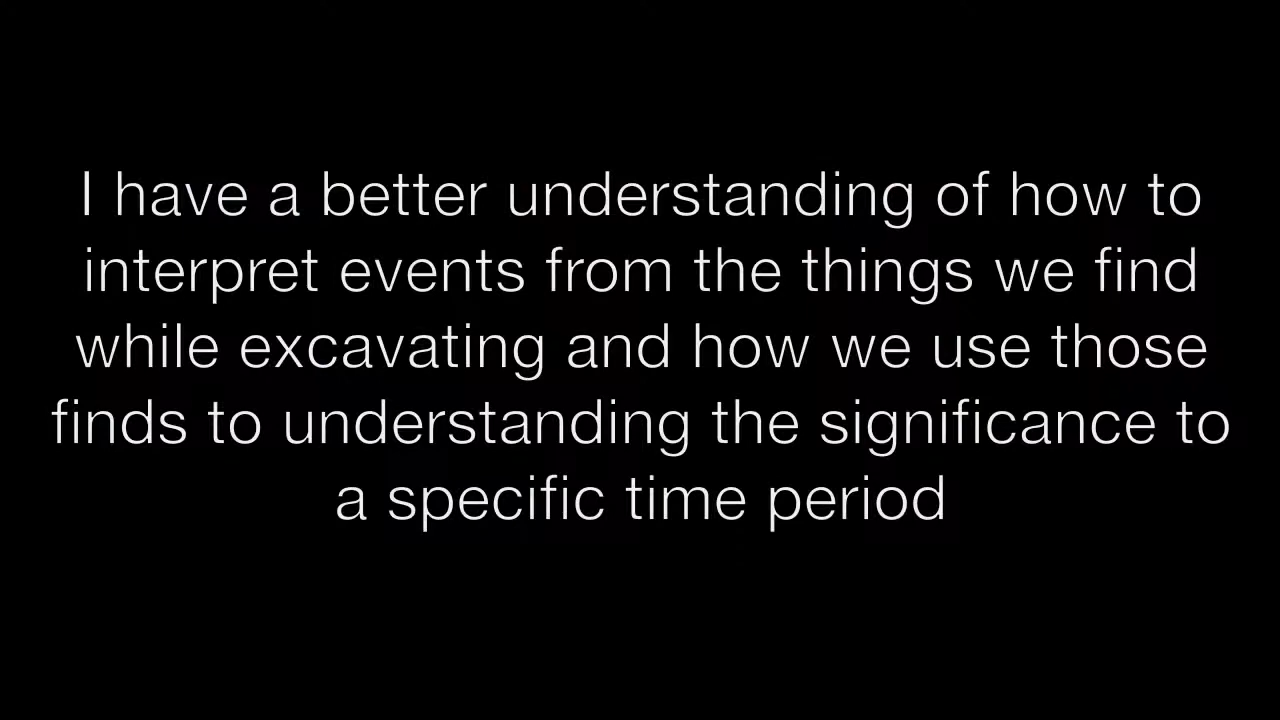 I have a better understanding of how to
interpret events from the things we find
while excavating and how we use those
finds to understanding the significance to
a specific time period